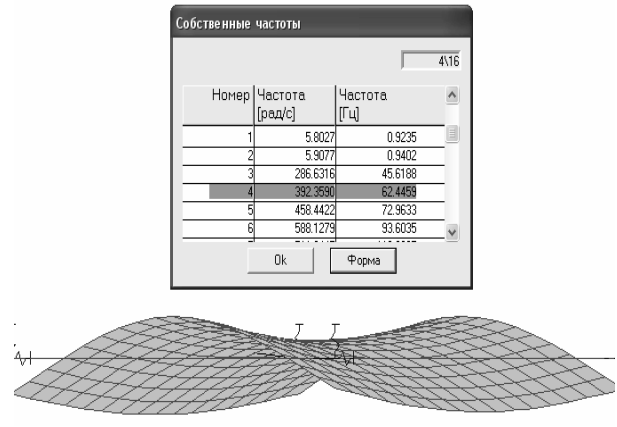 Собственные частоты
4\16
Номер Частота [рад/с] Частота [Гц]
1 5.8027 0.9235
2 5.9077 0.9402
3 286.6316 45.6188
4 392.3590 62.4459
5 458.4422 72.9633
6 588.1279 93.6035
Ok Форма